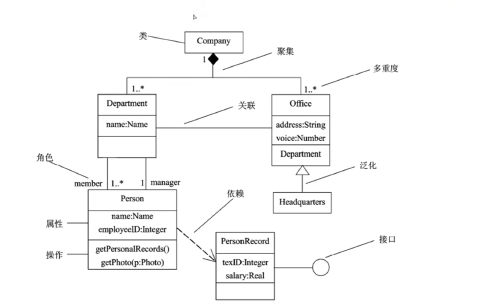 类
Company
1
聚集
多重度
1..*
1..*
Department
name:Name
关联
Office
address:String
voice:Number
Department
泛化
Headquarters
角色
member
1..*
1
manager
Person
name:Name
employeeID:Integer
getPersonalRecords()
getPhoto(p:Photo)
属性
操作
依赖
PersonRecord
texID:Integer
salary:Real
接口